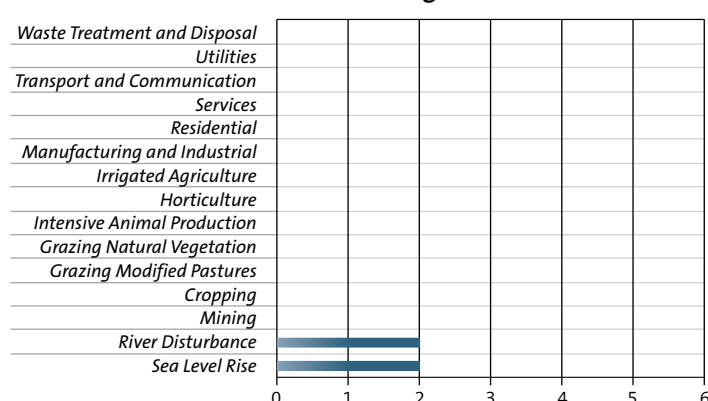 Waste Treatment and Disposal
Utilities
Transport and Communication
Services
Residential
Manufacturing and Industrial
Irrigated Agriculture
Horticulture
Intensive Animal Production
Grazing Natural Vegetation
Grazing Modified Pastures
Cropping
Mining
River Disturbance
Sea Level Rise
0 1 2 3 4 5 6